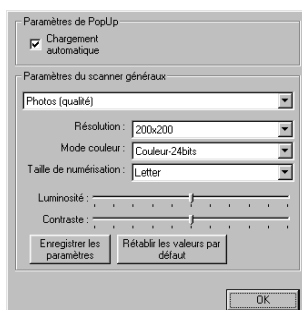 Paramètres de PopUp
Chargement
automatique
Paramètres du scanner généraux
Photos (qualité)
Résolution :
200x200
Mode couleur :
Couleur-24bits
Taille de numérisation :
Letter
Luminosité :
Contraste :
Enregistrer les
paramètres
Rétablir les valeurs par
défaut
OK